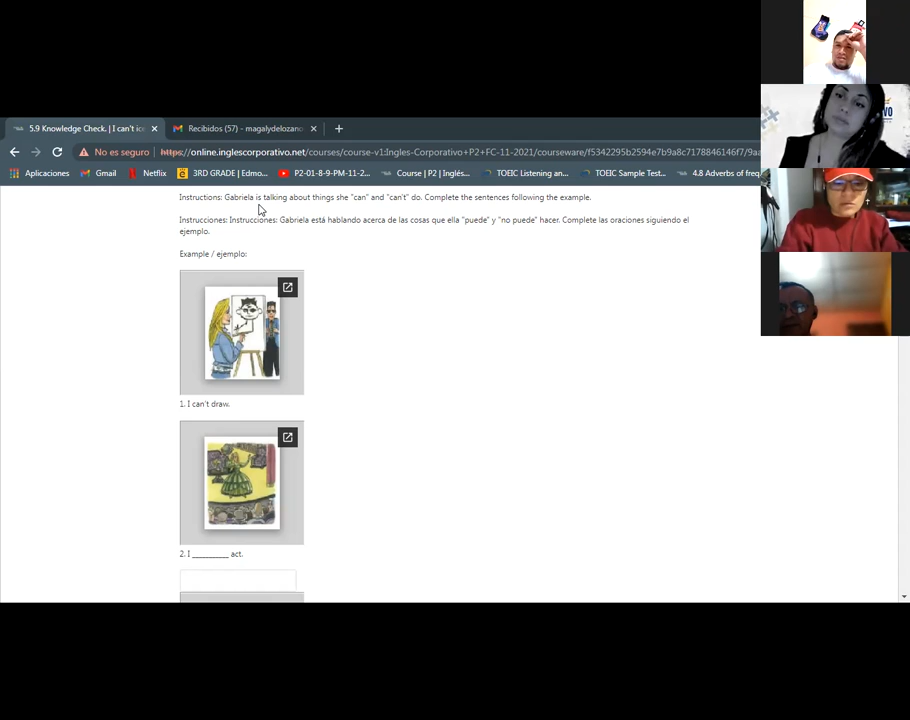 5.9 Knowledge Check. | I can't ice
Recibidos (57) - magalydelozano
No es seguro
https://online.inglescorporativo.net/courses/course-v1:Ingles-Corporativo+P2+FC-11-2021/courseware/f5342295b2594e7b9a8c7178846146f7/9aa
Aplicaciones
Gmail
Netflix
3RD GRADE | Edmo...
P2-01-8-9-PM-11-2...
Course | P2 | Inglés...
TOEIC Listening an...
TOEIC Sample Test...
4.8 Adverbs of freq
Instructions: Gabriela is talking about things she "can" and "can't" do. Complete the sentences following the example.
Instrucciones: Instrucciones: Gabriela está hablando acerca de las cosas que ella "puede" y "no puede" hacer. Complete las oraciones siguiendo el
ejemplo.
Example / ejemplo:
1. I can't draw.
2. I _________ act.